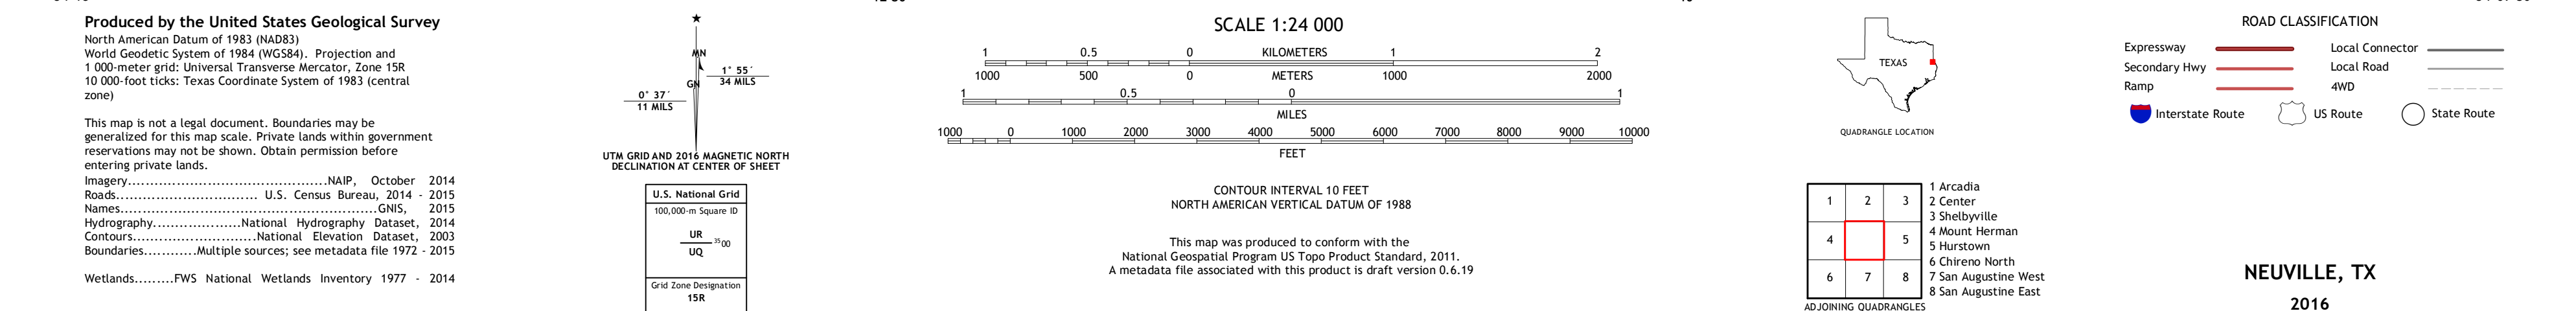 Produced by the United States Geological Survey
North American Datum of 1983 (NAD83)
World Geodetic System of 1984 (WGS84). Projection and
1 000-meter grid: Universal Transverse Mercator, Zone 15R
10 000-foot ticks: Texas Coordinate System of 1983 (central
zone)
This map is not a legal document. Boundaries may be
generalized for this map scale. Private lands within government
reservations may not be shown. Obtain permission before
entering private lands.
Imagery............................................NAIP, October 2014
Roads............................... U.S. Census Bureau, 2014 - 2015
Names.........................................................GNIS, 2015
Hydrography....................National Hydrography Dataset, 2014
Contours............................National Elevation Dataset, 2003
Boundaries............Multiple sources; see metadata file 1972 - 2015
Wetlands.........FWS National Wetlands Inventory 1977 - 2014
MN
GN
1° 55´
34 MILS
0° 37´
11 MILS
UTM GRID AND 2016 MAGNETIC NORTH
DECLINATION AT CENTER OF SHEET
U.S. National Grid
100,000-m Square ID
UR
3500
UQ
Grid Zone Designation
15R
SCALE 1:24 000
1 0.5 0 KILOMETERS 1 2
1000 500 0 METERS 1000 2000
1 0.5 0 1
MILES
1000 0 1000 2000 3000 4000 5000 6000 7000 8000 9000 10000
FEET
CONTOUR INTERVAL 10 FEET
NORTH AMERICAN VERTICAL DATUM OF 1988
This map was produced to conform with the
National Geospatial Program US Topo Product Standard, 2011.
A metadata file associated with this product is draft version 0.6.19
TEXAS
QUADRANGLE LOCATION
1 2 3
4 5
6 7 8
ADJOINING QUADRANGLES
1 Arcadia
2 Center
3 Shelbyville
4 Mount Herman
5 Hurstown
6 Chireno North
7 San Augustine West
8 San Augustine East
ROAD CLASSIFICATION
Expressway Local Connector
Secondary Hwy Local Road
Ramp 4WD
Interstate Route US Route State Route
NEUVILLE, TX
2016